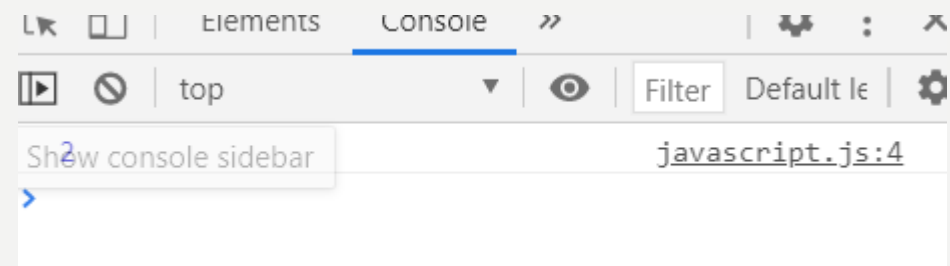 Elements Console »
top Filter Default le
Show console sidebar
2 javascript.js:4